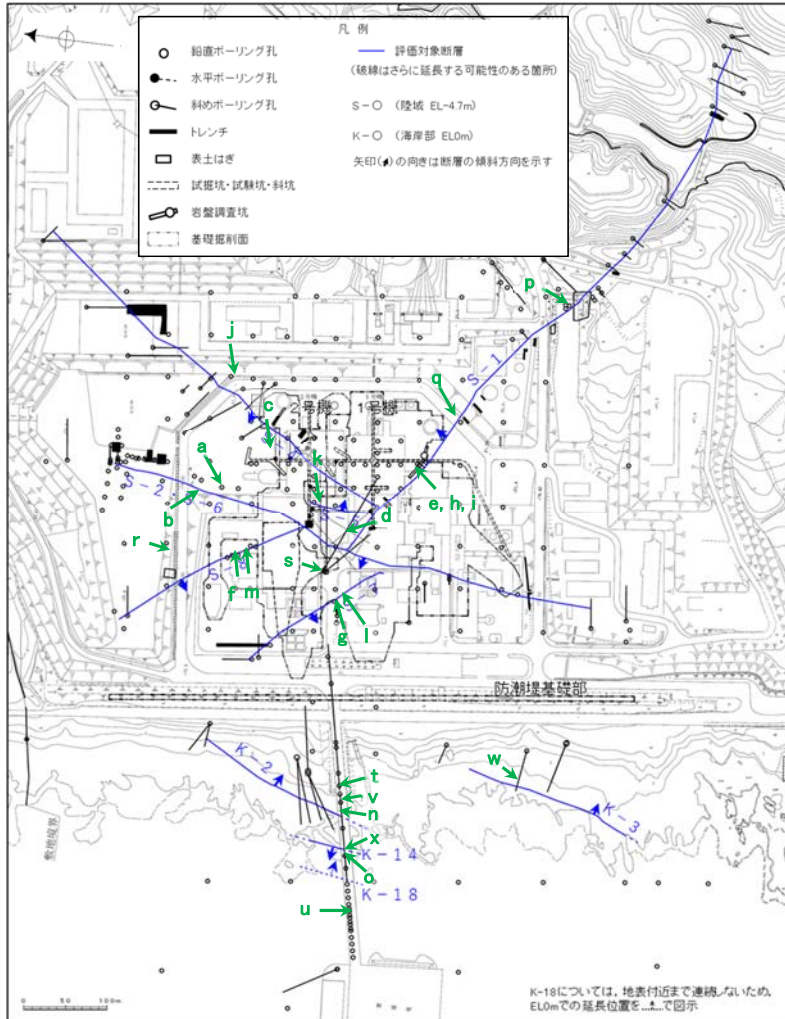 凡 例
鉛直ボーリング孔
水平ボーリング孔
斜めボーリング孔
トレンチ
表土はぎ
試掘坑・試験坑・斜坑
岩盤調査坑
基礎掘削面
評価対象断層
(破線はさらに延長する可能性のある箇所)
S-○ (陸域 EL-4.7m)
K-○ (海岸部 EL0m)
矢印( )の向きは断層の傾斜方向を示す
p
j
S-1
q
c
2号機
1号機
a
k
S-2・S-6
b
d
e, h, i
r
s
S-8
f
m
g
l
防潮堤基礎部
K-2
w
t
v
n
K-3
x
K-14
o
K-18
u
敷地境界
0 50 100m
K-18については、地表付近まで連続しないため、
EL0mでの延長位置を で図示